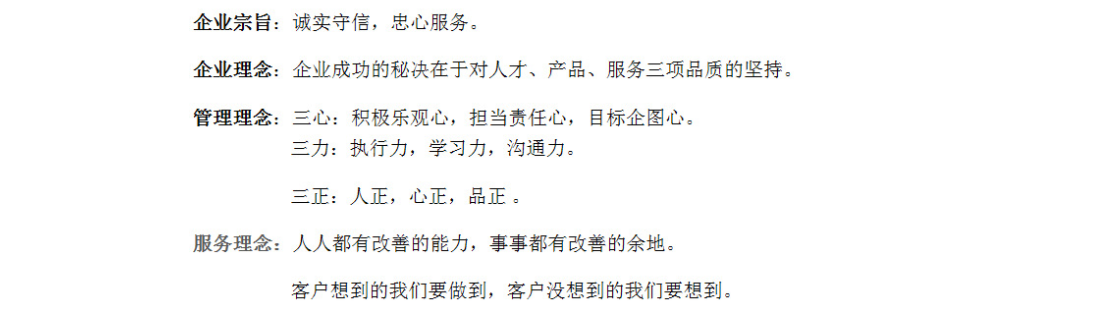 企业宗旨：诚实守信，忠心服务。
企业理念：企业成功的秘决在于对人才、产品、服务三项品质的坚持。
管理理念：三心：积极乐观心，担当责任心，目标企图心。
三力：执行力，学习力，沟通力。
三正：人正，心正，品正 。
服务理念：人人都有改善的能力，事事都有改善的余地。
客户想到的我们要做到，客户没想到的我们要想到。